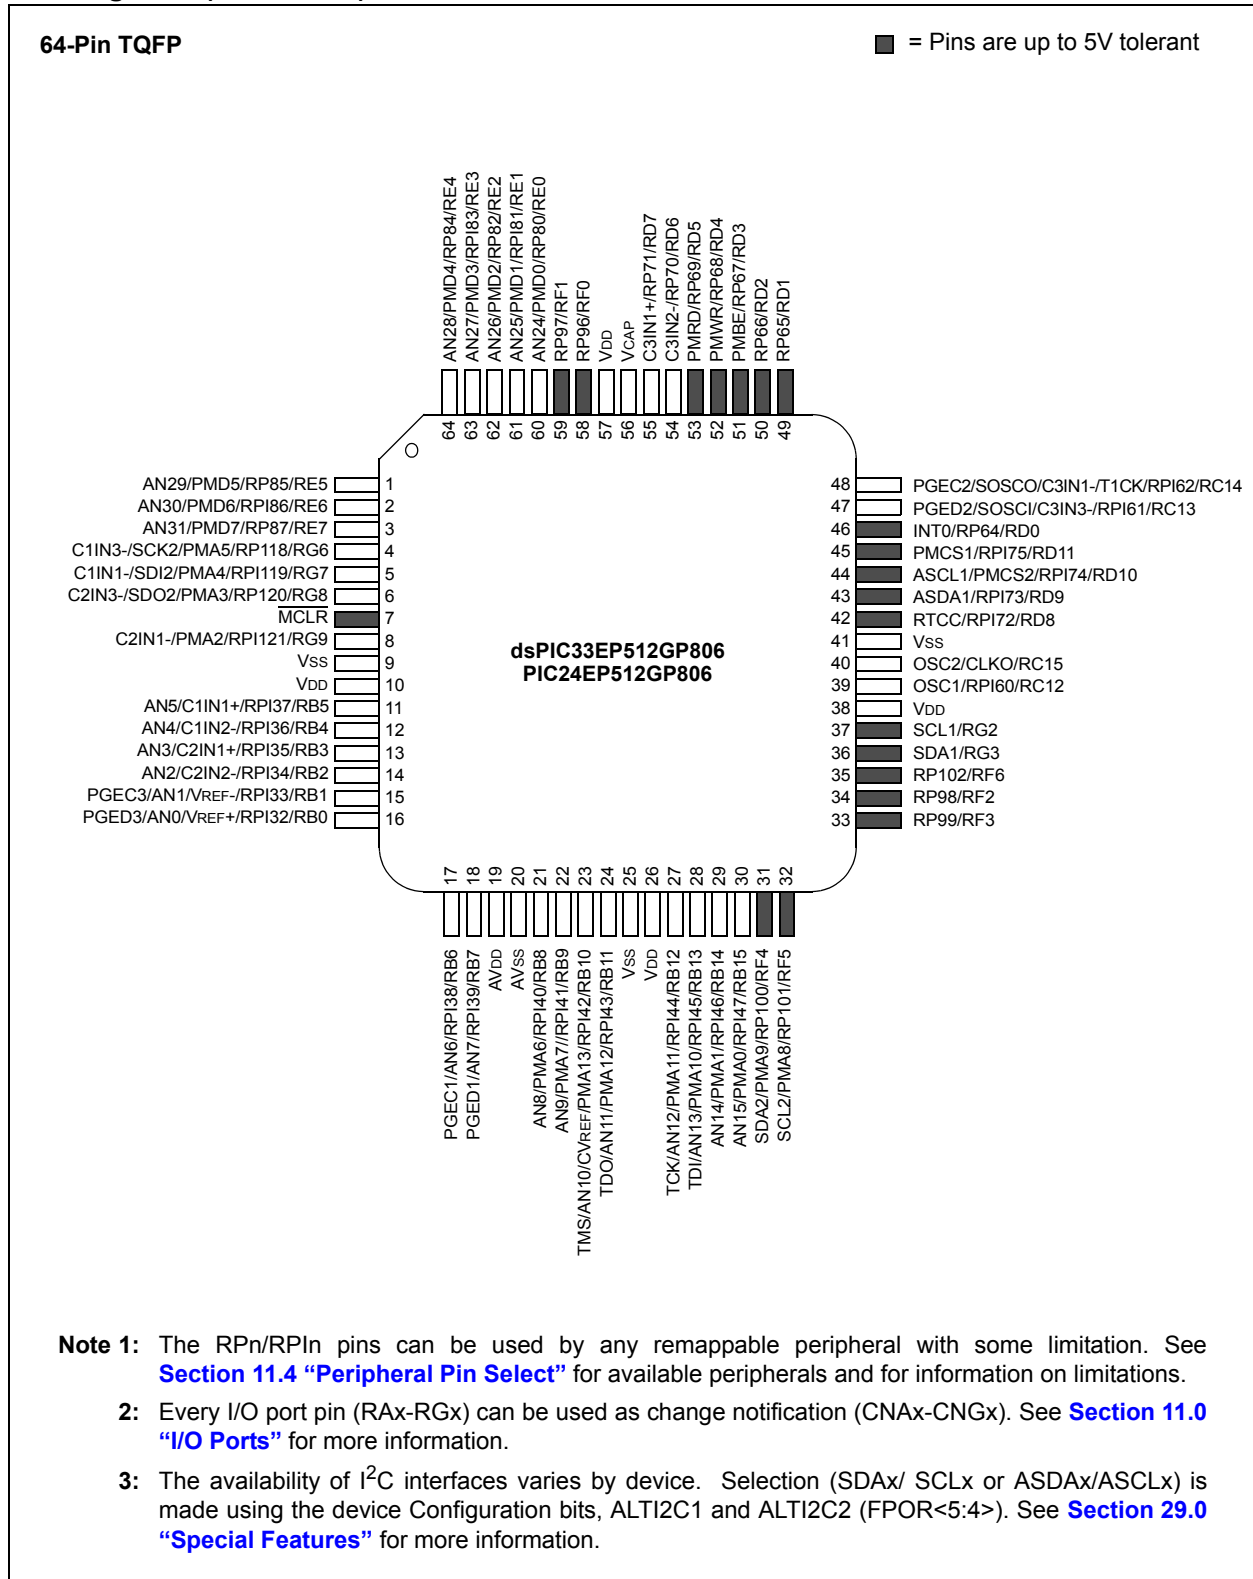 64-Pin TQFP
= Pins are up to 5V tolerant
AN28/PMD4/RP84/RE4
AN27/PMD3/RPI83/RE3
AN26/PMD2/RP82/RE2
AN25/PMD1/RPI81/RE1
AN24/PMD0/RP80/RE0
RP97/RF1
RP96/RF0
VDD
VCAP
C3IN1+/RP71/RD7
C3IN2-/RP70/RD6
PMRD/RP69/RD5
PMWR/RP68/RD4
PMBE/RP67/RD3
RP66/RD2
RP65/RD1
64 63 62 61 60 59 58 57 56 55 54 53 52 51 50 49
AN29/PMD5/RP85/RE5 1
AN30/PMD6/RPI86/RE6 2
AN31/PMD7/RP87/RE7 3
C1IN3-/SCK2/PMA5/RP118/RG6 4
C1IN1-/SDI2/PMA4/RPI119/RG7 5
C2IN3-/SDO2/PMA3/RP120/RG8 6
MCLR 7
C2IN1-/PMA2/RPI121/RG9 8
VSS 9
VDD 10
AN5/C1IN1+/RPI37/RB5 11
AN4/C1IN2-/RPI36/RB4 12
AN3/C2IN1+/RPI35/RB3 13
AN2/C2IN2-/RPI34/RB2 14
PGEC3/AN1/VREF-/RPI33/RB1 15
PGED3/AN0/VREF+/RPI32/RB0 16
dsPIC33EP512GP806
PIC24EP512GP806
48 PGEC2/SOSCO/C3IN1-/T1CK/RPI62/RC14
47 PGED2/SOSCI/C3IN3-/RPI61/RC13
46 INT0/RP64/RD0
45 PMCS1/RPI75/RD11
44 ASCL1/PMCS2/RPI74/RD10
43 ASDA1/RPI73/RD9
42 RTCC/RPI72/RD8
41 VSS
40 OSC2/CLKO/RC15
39 OSC1/RPI60/RC12
38 VDD
37 SCL1/RG2
36 SDA1/RG3
35 RP102/RF6
34 RP98/RF2
33 RP99/RF3
17 18 19 20 21 22 23 24 25 26 27 28 29 30 31 32
PGEC1/AN6/RPI38/RB6
PGED1/AN7/RPI39/RB7
AVDD
AVSS
AN8/PMA6/RPI40/RB8
AN9/PMA7//RPI41/RB9
TMS/AN10/CVREF/PMA13/RPI42/RB10
TDO/AN11/PMA12/RPI43/RB11
VSS
VDD
TCK/AN12/PMA11/RPI44/RB12
TDI/AN13/PMA10/RPI45/RB13
AN14/PMA1/RPI46/RB14
AN15/PMA0/RPI47/RB15
SDA2/PMA9/RP100/RF4
SCL2/PMA8/RP101/RF5
Note 1: The RPn/RPIn pins can be used by any remappable peripheral with some limitation. See
Section 11.4 “Peripheral Pin Select” for available peripherals and for information on limitations.
2: Every I/O port pin (RAx-RGx) can be used as change notification (CNAx-CNGx). See Section 11.0
“I/O Ports” for more information.
3: The availability of I2C interfaces varies by device. Selection (SDAx/ SCLx or ASDAx/ASCLx) is
made using the device Configuration bits, ALTI2C1 and ALTI2C2 (FPOR<5:4>). See Section 29.0
“Special Features” for more information.